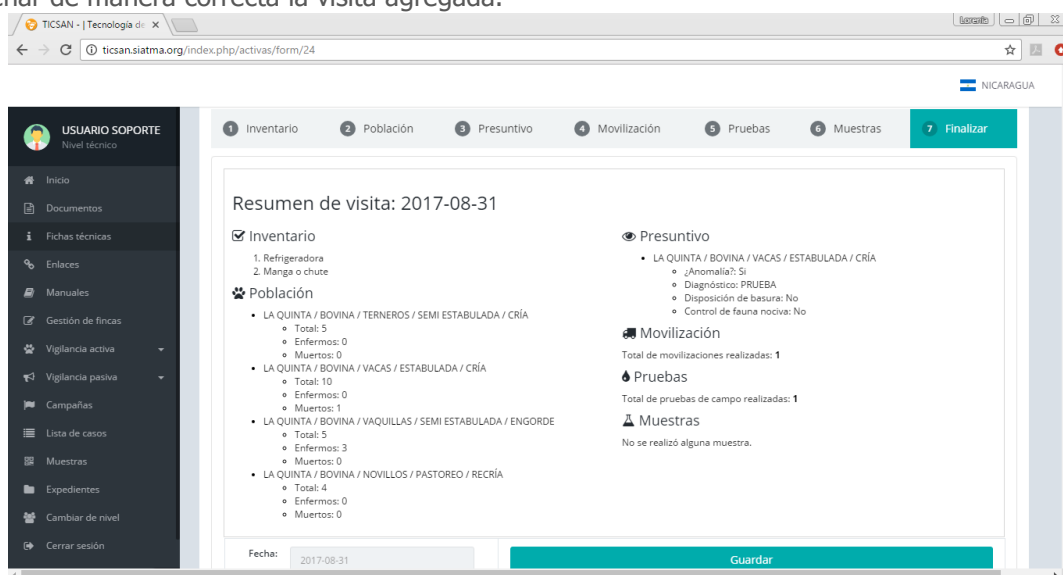 char de manera correcta la visita agregada.
TICSAN - | Tecnología de
Lorenía
ticsan.siatma.org/index.php/activas/form/24
NICARAGUA
USUARIO SOPORTE
Nivel técnico
Inicio
Documentos
Fichas técnicas
Enlaces
Manuales
Gestión de fincas
Vigilancia activa
Vigilancia pasiva
Campañas
Lista de casos
Muestras
Expedientes
Cambiar de nivel
Cerrar sesión
1 Inventario 2 Población 3 Presuntivo 4 Movilización 5 Pruebas 6 Muestras 7 Finalizar
Resumen de visita: 2017-08-31
Inventario
1. Refrigeradora
2. Manga o chute
Población
• LA QUINTA / BOVINA / TERNEROS / SEMI ESTABULADA / CRÍA
Total: 5
Enfermos: 0
Muertos: 0
• LA QUINTA / BOVINA / VACAS / ESTABULADA / CRÍA
Total: 10
Enfermos: 0
Muertos: 1
• LA QUINTA / BOVINA / VAQUILLAS / SEMI ESTABULADA / ENGORDE
Total: 5
Enfermos: 3
Muertos: 0
• LA QUINTA / BOVINA / NOVILLOS / PASTOREO / RECRÍA
Total: 4
Enfermos: 0
Muertos: 0
Presuntivo
• LA QUINTA / BOVINA / VACAS / ESTABULADA / CRÍA
¿Anomalía?: Si
Diagnóstico: PRUEBA
Disposición de basura: No
Control de fauna nociva: No
Movilización
Total de movilizaciones realizadas: 1
Pruebas
Total de pruebas de campo realizadas: 1
Muestras
No se realizó alguna muestra.
Fecha: 2017-08-31
Guardar